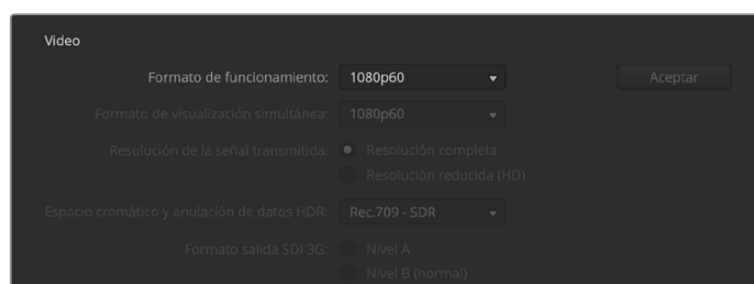 Video
Formato de funcionamiento: 1080p60 Aceptar
Formato de visualización simultánea: 1080p60
Resolución de la señal transmitida: Resolución completa
Resolución reducida (HD)
Espacio cromático y anulación de datos HDR: Rec.709 - SDR
Formato salida SDI 3G: Nivel A
Nivel B (normal)